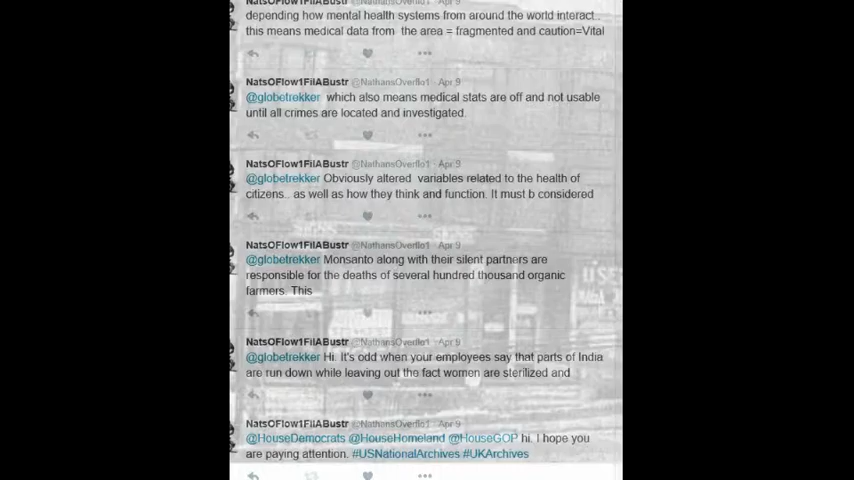 NatsOFlow1FilABustr @NathansOverflo1 · Apr 9
depending how mental health systems from around the world interact..
this means medical data from the area = fragmented and caution=Vital
NatsOFlow1FilABustr @NathansOverflo1 · Apr 9
@globetrekker which also means medical stats are off and not usable
until all crimes are located and investigated.
NatsOFlow1FilABustr @NathansOverflo1 · Apr 9
@globetrekker Obviously altered variables related to the health of
citizens.. as well as how they think and function. It must b considered
NatsOFlow1FilABustr @NathansOverflo1 · Apr 9
@globetrekker Monsanto along with their silent partners are
responsible for the deaths of several hundred thousand organic
farmers. This
NatsOFlow1FilABustr @NathansOverflo1 · Apr 9
@globetrekker Hi. It's odd when your employees say that parts of India
are run down while leaving out the fact women are sterilized and
NatsOFlow1FilABustr @NathansOverflo1 · Apr 9
@HouseDemocrats @HouseHomeland @HouseGOP hi. I hope you
are paying attention. #USNationalArchives #UKArchives